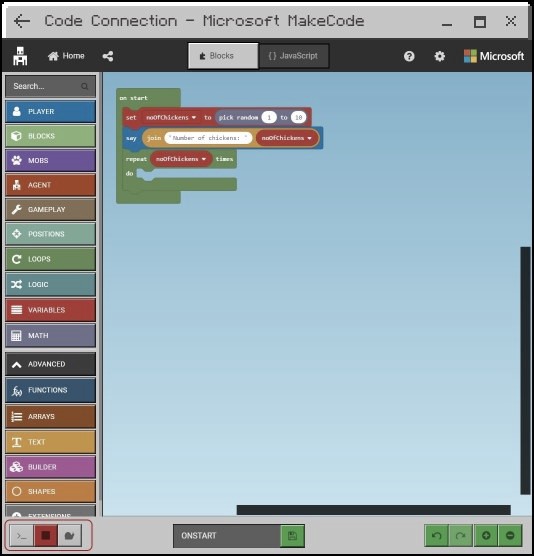 Code Connection - Microsoft MakeCode
Home
Blocks
{} JavaScript
?
Microsoft
Search...
PLAYER
BLOCKS
MOBS
AGENT
GAMEPLAY
POSITIONS
LOOPS
LOGIC
VARIABLES
MATH
ADVANCED
FUNCTIONS
ARRAYS
TEXT
BUILDER
SHAPES
EXTENSIONS
on start
set noOfChickens to pick random 1 to 10
say join "Number of chickens: " noOfChickens
repeat noOfChickens times
do
ONSTART